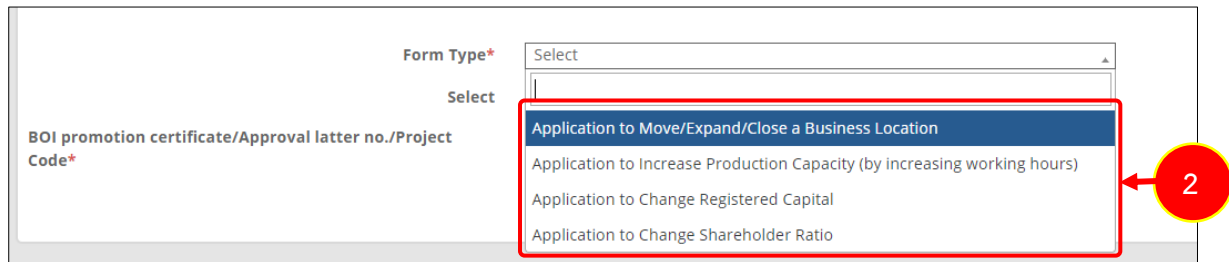 Form Type*
Select
Select
BOI promotion certificate/Approval latter no./Project
Code*
Application to Move/Expand/Close a Business Location
Application to Increase Production Capacity (by increasing working hours)
Application to Change Registered Capital
Application to Change Shareholder Ratio
2